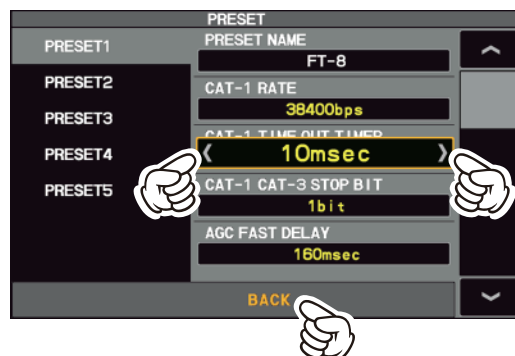 PRESET
PRESET1
PRESET2
PRESET3
PRESET4
PRESET5
PRESET NAME
FT-8
CAT-1 RATE
38400bps
CAT-1 TIME OUT TIMER
10msec
CAT-1 CAT-3 STOP BIT
1bit
AGC FAST DELAY
160msec
BACK